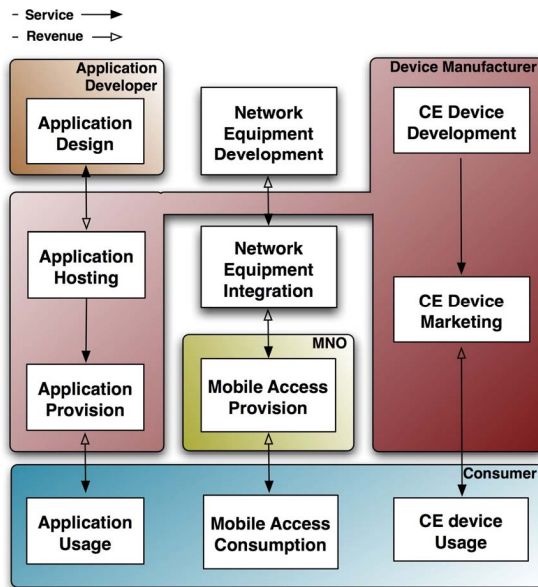 Service
Revenue
Application
Developer
Device Manufacturer
Application
Design
Network
Equipment
Development
CE Device
Development
Application
Hosting
Network
Equipment
Integration
CE Device
Marketing
MNO
Application
Provision
Mobile Access
Provision
Consumer
Application
Usage
Mobile Access
Consumption
CE device
Usage